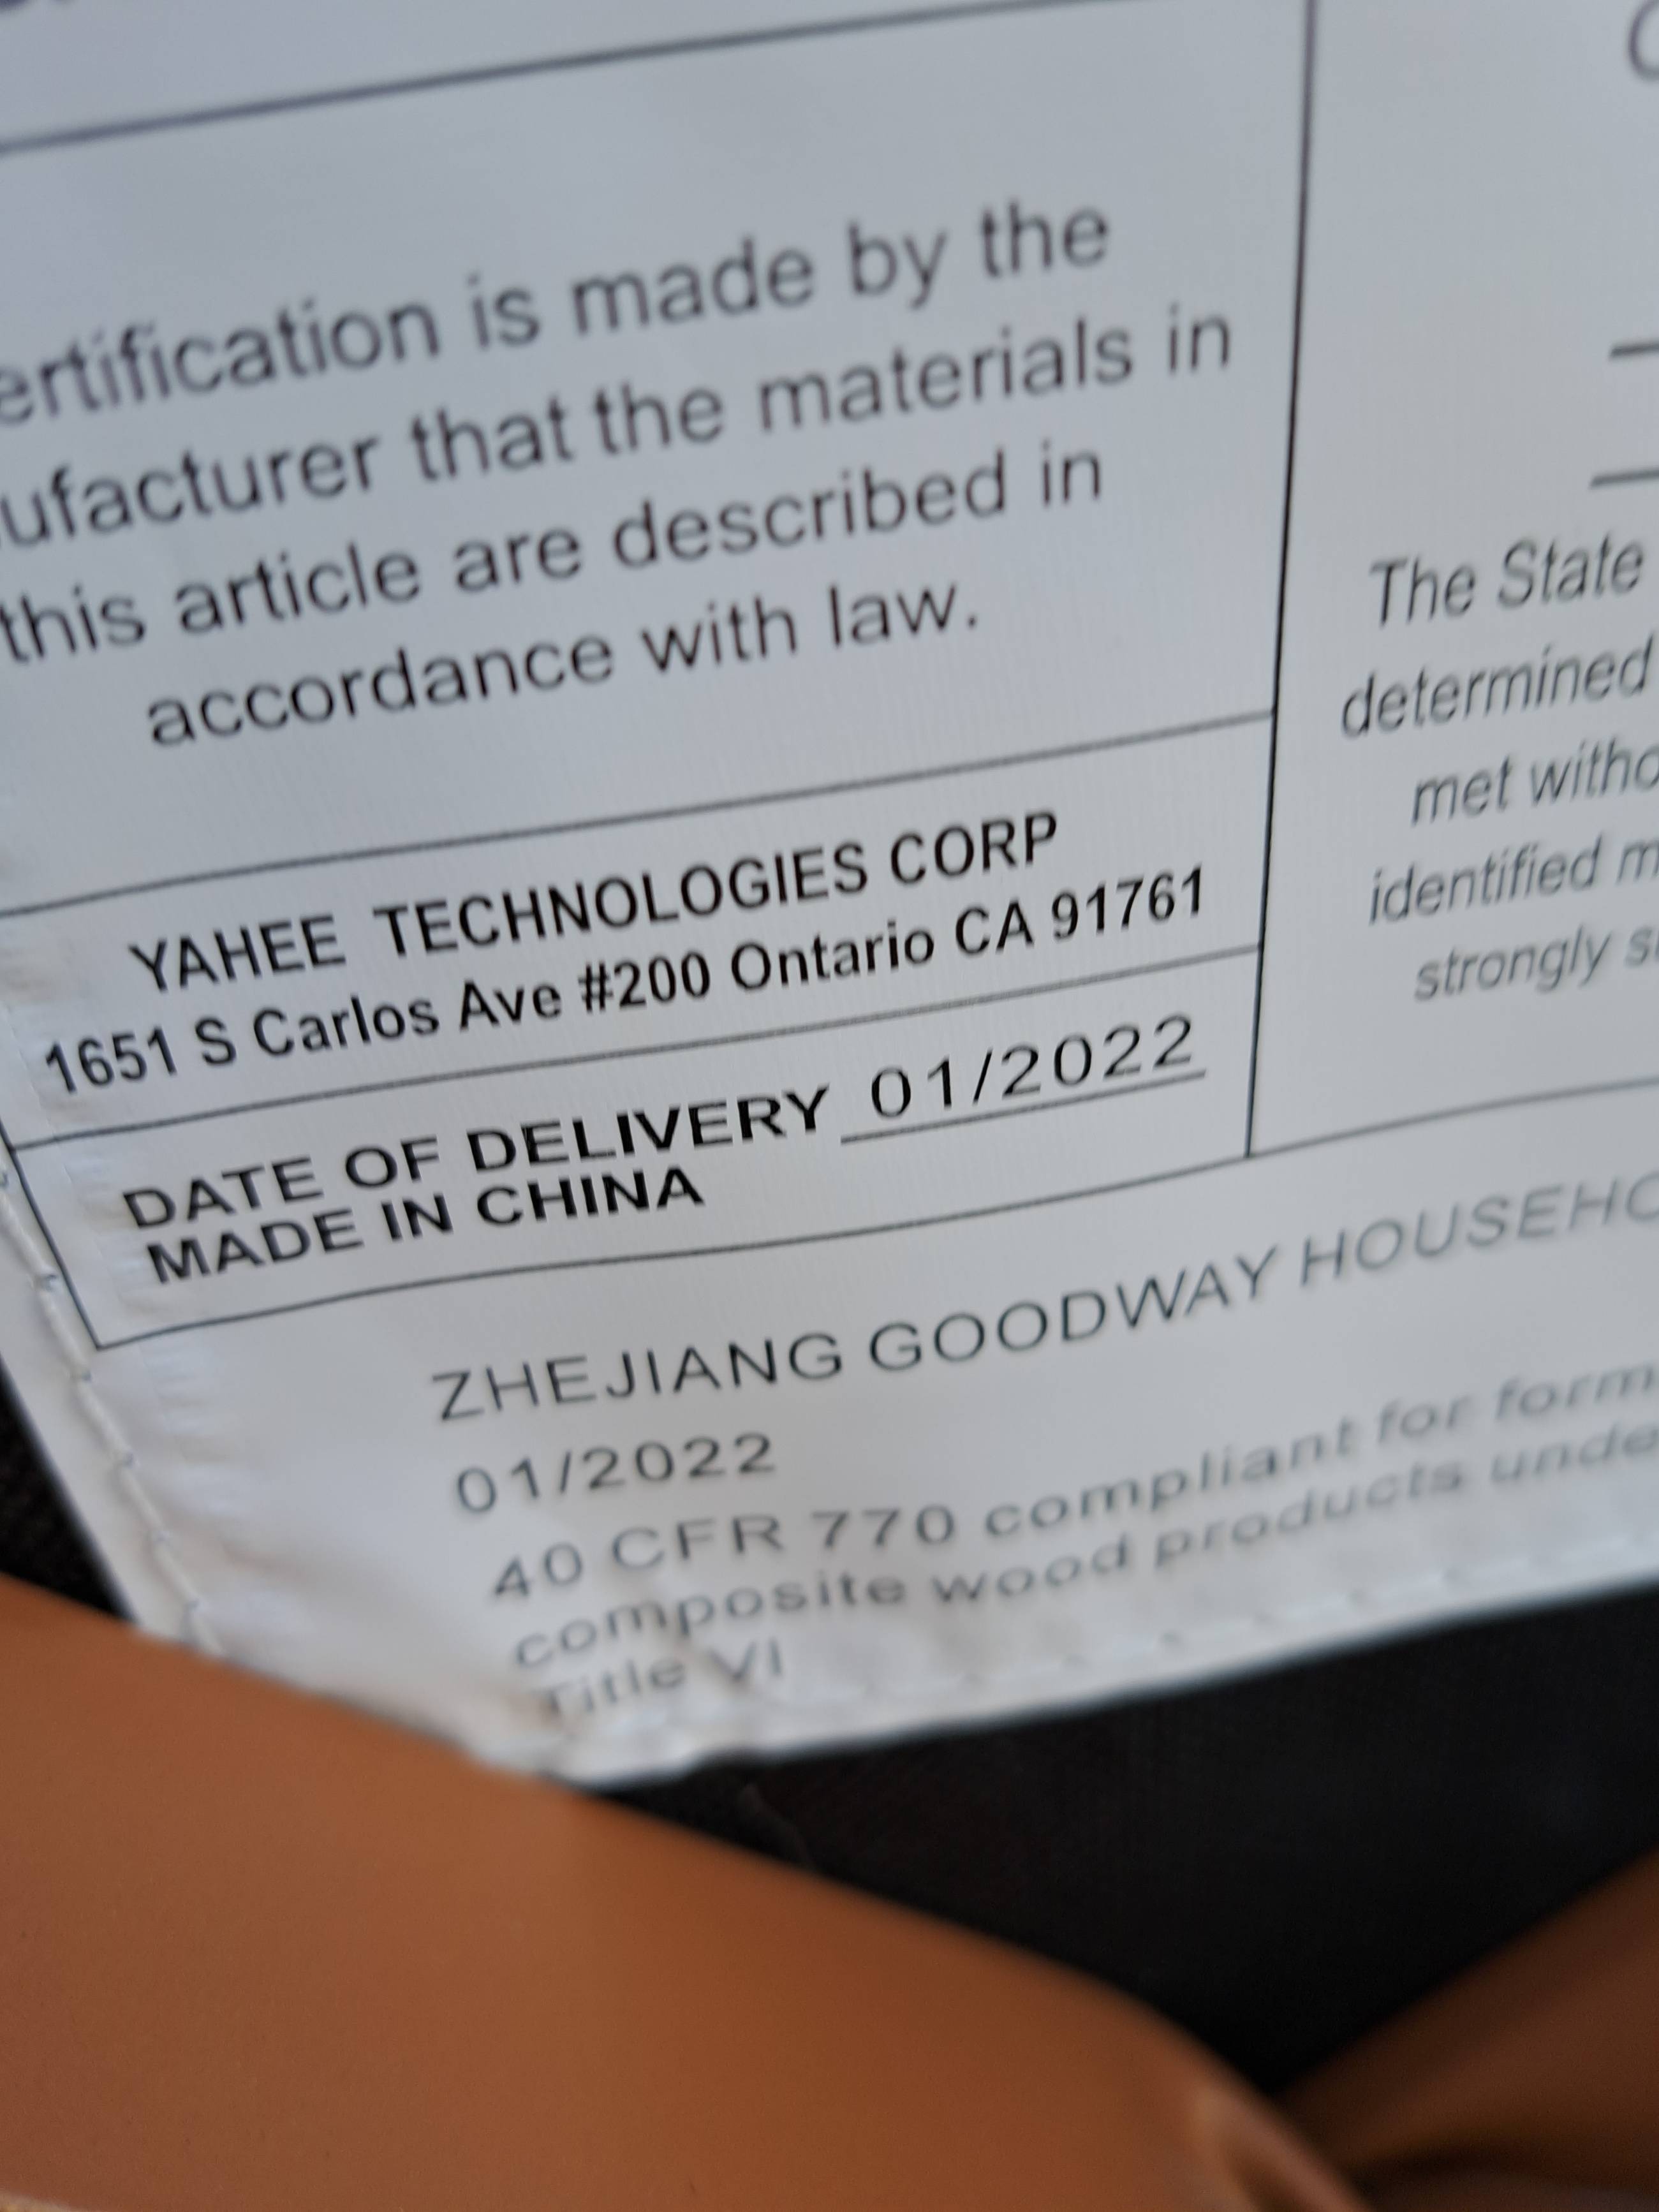 ertification is made by the
ufacturer that the materials in
this article are described in
accordance with law.
YAHEE TECHNOLOGIES CORP
1651 S Carlos Ave #200 Ontario CA 91761
DATE OF DELIVERY 01/2022
MADE IN CHINA
The State
determined
met witho
identified m
strongly s
ZHEJIANG GOODWAY HOUSEHO
01/2022
40 CFR 770 compliant for form
composite wood products unde
Title VI